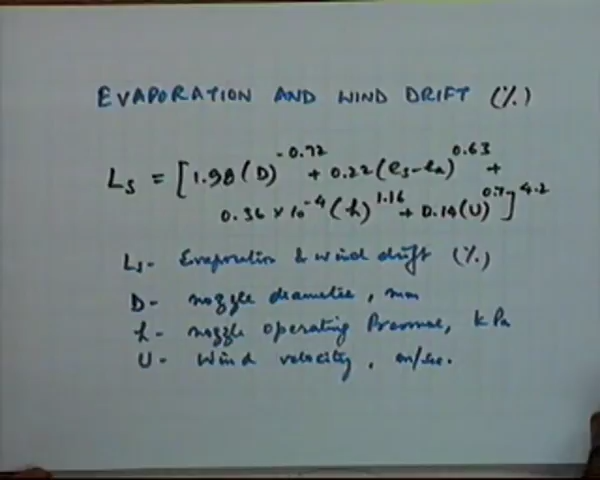 EVAPORATION AND WIND DRIFT (%)
Ls = [1.98 (D)^-0.72 + 0.22 (es-ea)^0.63 +
0.36 × 10^-4 (h)^1.16 + 0.14 (U)^0.7]^4.2
Ls - Evaporation & wind drift (%)
D - nozzle diameter, mm
h - nozzle operating Pressure, kPa
U - Wind velocity, m/sec.